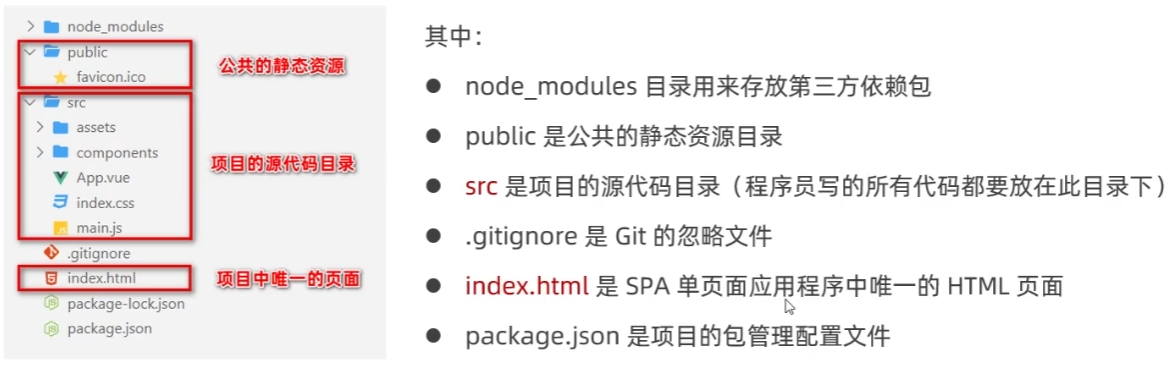 node_modules
public
favicon.ico
公共的静态资源
src
assets
components
App.vue
index.css
main.js
项目的源代码目录
.gitignore
index.html
项目中唯一的页面
package-lock.json
package.json
其中：
● node_modules 目录用来存放第三方依赖包
● public 是公共的静态资源目录
● src 是项目的源代码目录（程序员写的所有代码都要放在此目录下）
● .gitignore 是 Git 的忽略文件
● index.html 是 SPA 单页面应用程序中唯一的 HTML 页面
● package.json 是项目的包管理配置文件